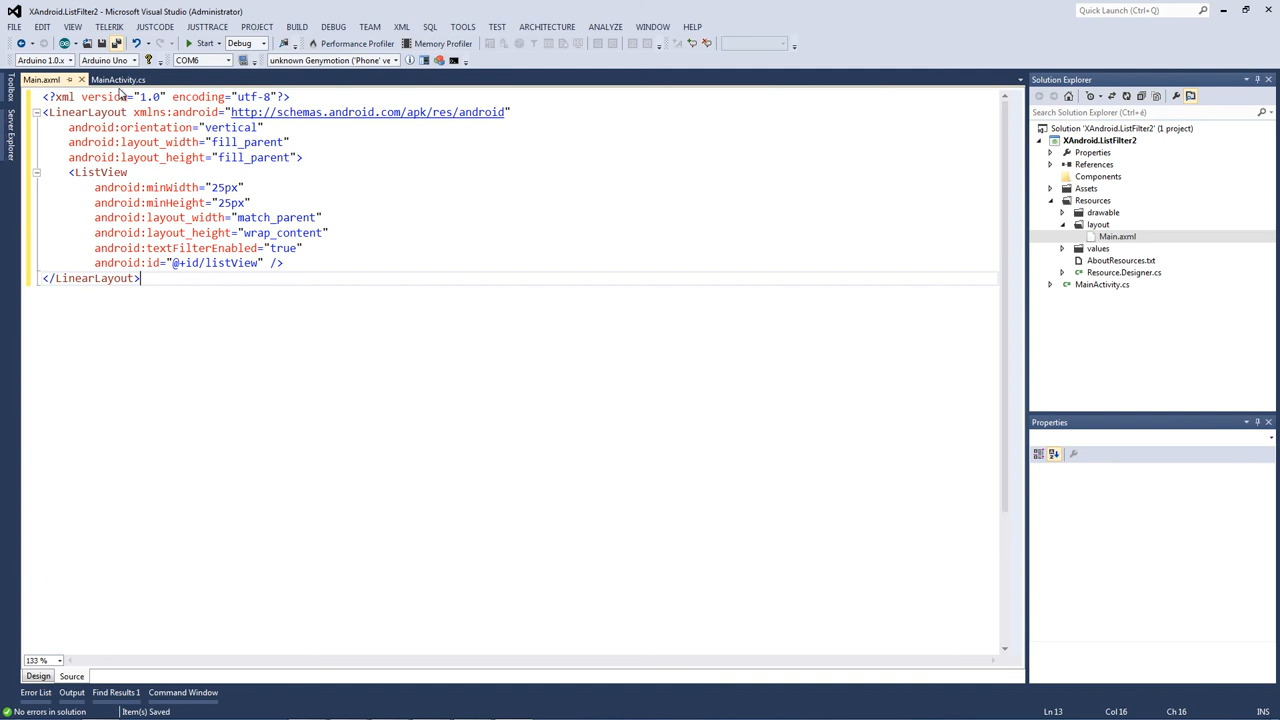 XAndroid.ListFilter2 - Microsoft Visual Studio (Administrator)
Quick Launch (Ctrl+Q)
FILE EDIT VIEW TELERIK JUSTCODE JUSTTRACE PROJECT BUILD DEBUG TEAM XML SQL TOOLS TEST ARCHITECTURE ANALYZE WINDOW HELP
Start Debug Performance Profiler Memory Profiler
Arduino 1.0.x Arduino Uno ? COM6 unknown Genymotion ('Phone' ve
Main.axml MainActivity.cs
<?xml version="1.0" encoding="utf-8"?>
<LinearLayout xmlns:android="http://schemas.android.com/apk/res/android"
android:orientation="vertical"
android:layout_width="fill_parent"
android:layout_height="fill_parent">
<ListView
android:minWidth="25px"
android:minHeight="25px"
android:layout_width="match_parent"
android:layout_height="wrap_content"
android:textFilterEnabled="true"
android:id="@+id/listView" />
</LinearLayout>
133 %
Design Source
Toolbox
Server Explorer
Solution Explorer
Search Solution Explorer (Ctrl+è)
Solution 'XAndroid.ListFilter2' (1 project)
XAndroid.ListFilter2
Properties
References
Components
Assets
Resources
drawable
layout
Main.axml
values
AboutResources.txt
Resource.Designer.cs
MainActivity.cs
Properties
Error List Output Find Results 1 Command Window
No errors in solution Item(s) Saved Ln 13 Col 16 Ch 16 INS